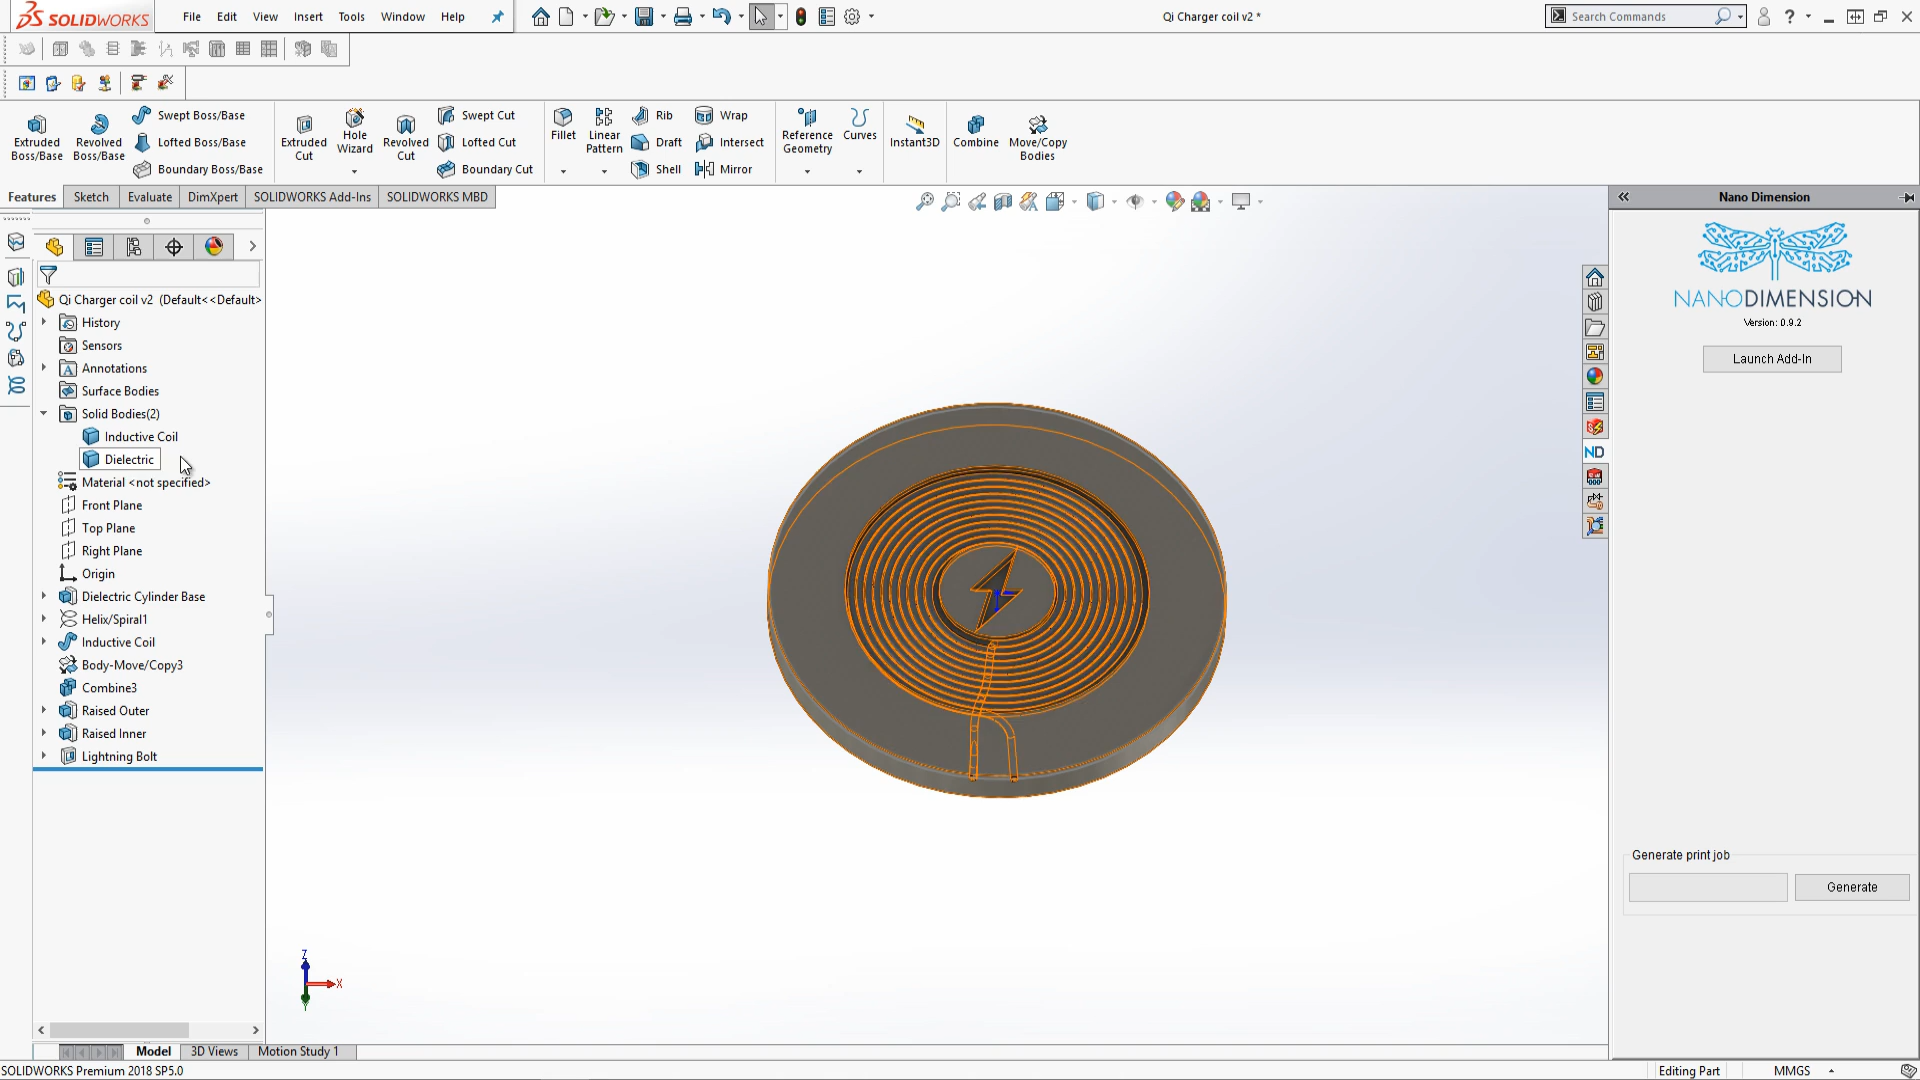 SOLIDWORKS
File Edit View Insert Tools Window Help
Qi Charger coil v2 *
Search Commands
Extruded Boss/Base
Revolved Boss/Base
Swept Boss/Base
Lofted Boss/Base
Boundary Boss/Base
Extruded Cut
Hole Wizard
Revolved Cut
Swept Cut
Lofted Cut
Boundary Cut
Fillet
Linear Pattern
Rib
Draft
Shell
Wrap
Intersect
Mirror
Reference Geometry
Curves
Instant3D
Combine
Move/Copy Bodies
Features Sketch Evaluate DimXpert SOLIDWORKS Add-Ins SOLIDWORKS MBD
Qi Charger coil v2 (Default<<Default>
History
Sensors
A Annotations
Surface Bodies
Solid Bodies(2)
Inductive Coil
Dielectric
Material <not specified>
Front Plane
Top Plane
Right Plane
Origin
Dielectric Cylinder Base
Helix/Spiral1
Inductive Coil
Body-Move/Copy3
Combine3
Raised Outer
Raised Inner
Lightning Bolt
Z
X
Y
Nano Dimension
NANODIMENSION
Version: 0.9.2
Launch Add-In
ND
Generate print job
Generate
Model 3D Views Motion Study 1
SOLIDWORKS Premium 2018 SP5.0
Editing Part
MMGS